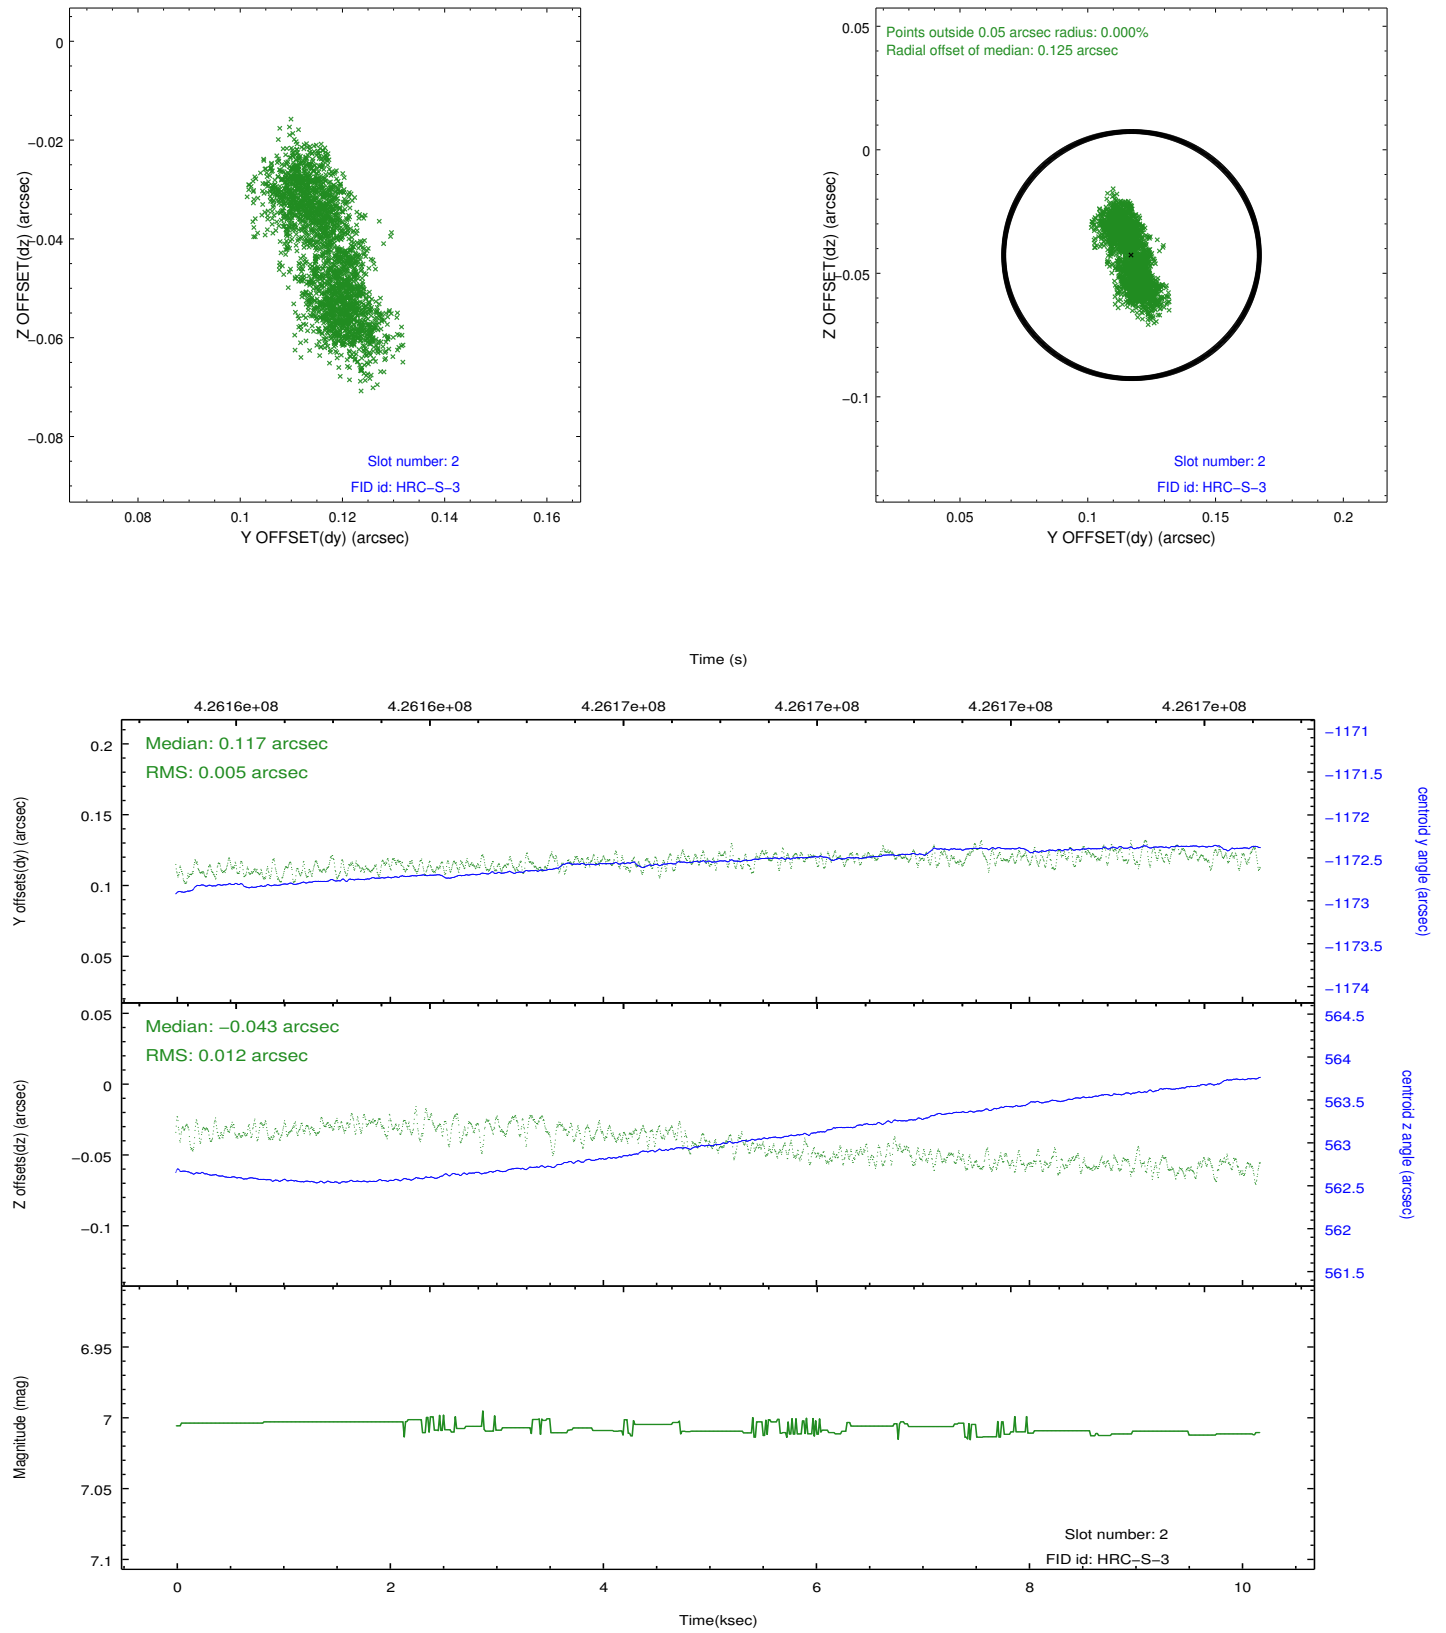 0
−0.02
−0.04
−0.06
−0.08
Z OFFSET(dz) (arcsec)
0.08
0.1
0.12
0.14
0.16
Y OFFSET(dy) (arcsec)
Slot number: 2
FID id: HRC−S−3
Points outside 0.05 arcsec radius: 0.000%
Radial offset of median: 0.125 arcsec
0.05
0
−0.05
−0.1
Z OFFSET(dz) (arcsec)
0.05
0.1
0.15
0.2
Y OFFSET(dy) (arcsec)
Slot number: 2
FID id: HRC−S−3
Time (s)
4.2616e+08
4.2616e+08
4.2617e+08
4.2617e+08
4.2617e+08
4.2617e+08
Median: 0.117 arcsec
RMS: 0.005 arcsec
0.2
0.15
0.1
0.05
Y offsets(dy) (arcsec)
−1171
−1171.5
−1172
−1172.5
−1173
−1173.5
−1174
centroid y angle (arcsec)
Median: −0.043 arcsec
RMS: 0.012 arcsec
0.05
0
−0.05
−0.1
Z offsets(dz) (arcsec)
564.5
564
563.5
563
562.5
562
561.5
centroid z angle (arcsec)
6.95
7
7.05
7.1
Magnitude (mag)
Slot number: 2
FID id: HRC−S−3
0
2
4
6
8
10
Time(ksec)